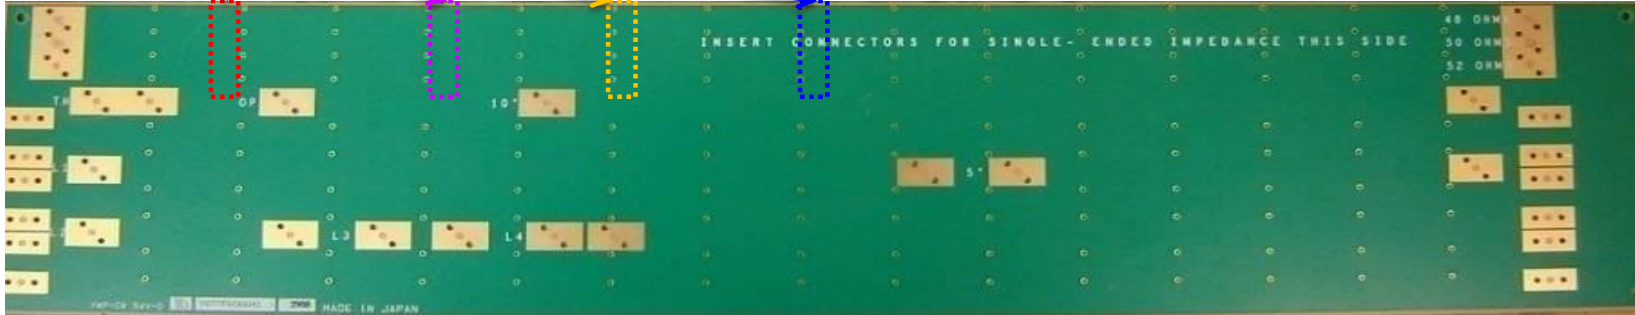 48 OHM
INSERT CONNECTORS FOR SINGLE- ENDED IMPEDANCE THIS SIDE
50 OHM
52 OHM
OP
10"
5"
L3
L4
MADE IN JAPAN